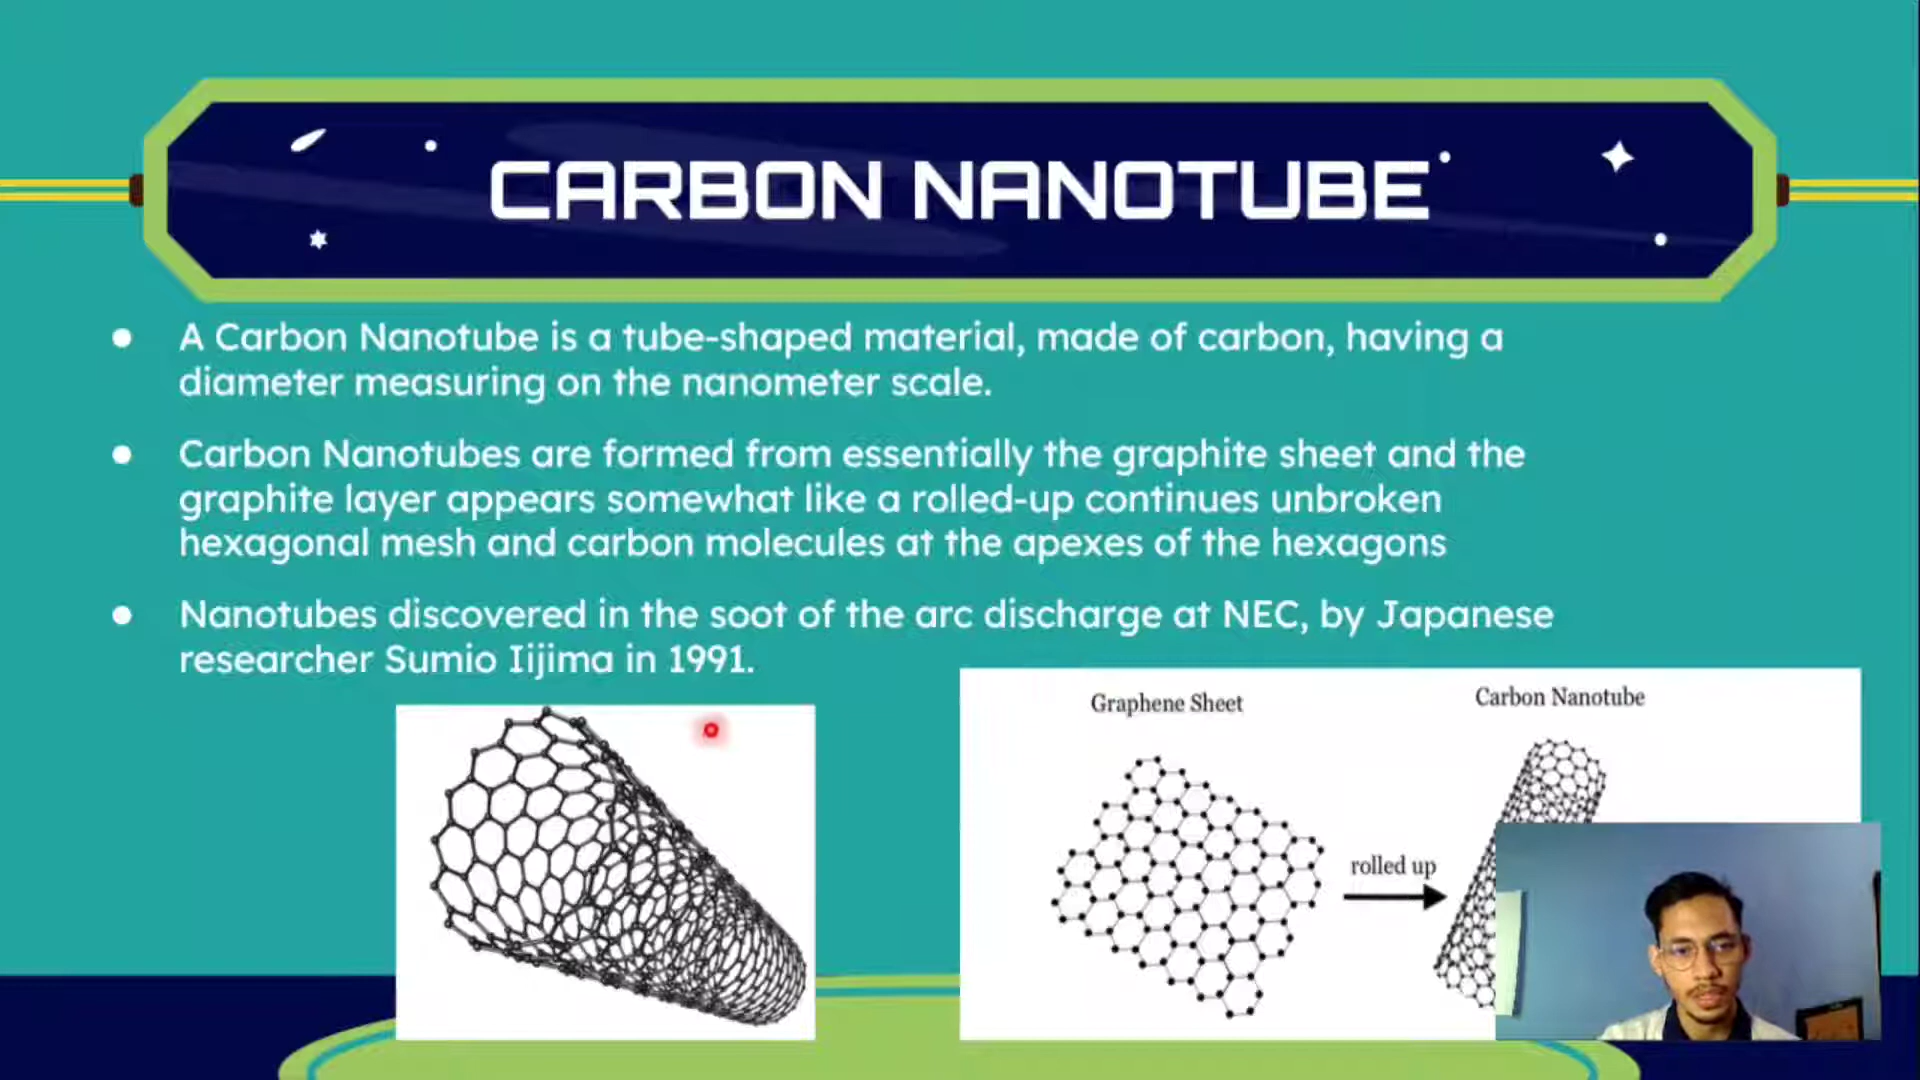 CARBON NANOTUBE
A Carbon Nanotube is a tube-shaped material, made of carbon, having a
diameter measuring on the nanometer scale.
Carbon Nanotubes are formed from essentially the graphite sheet and the
graphite layer appears somewhat like a rolled-up continues unbroken
hexagonal mesh and carbon molecules at the apexes of the hexagons
Nanotubes discovered in the soot of the arc discharge at NEC, by Japanese
researcher Sumio Iijima in 1991.
Graphene Sheet
Carbon Nanotube
rolled up